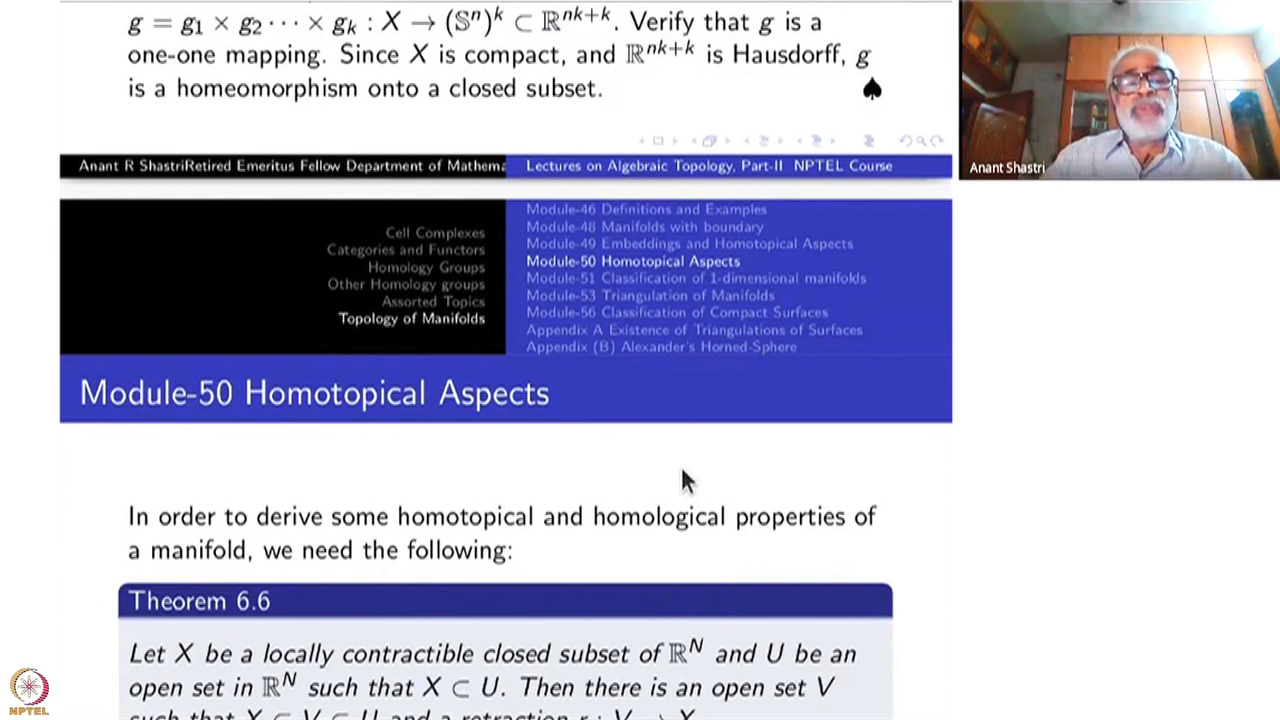 g = g₁ × g₂ ⋯ × gₖ : X → (𝕊ⁿ)ᵏ ⊂ ℝⁿᵏ⁺ᵏ. Verify that g is a
one-one mapping. Since X is compact, and ℝⁿᵏ⁺ᵏ is Hausdorff, g
is a homeomorphism onto a closed subset. ♠
Anant R ShastriRetired Emeritus Fellow Department of Mathema
Lectures on Algebraic Topology, Part-II NPTEL Course
Cell Complexes
Categories and Functors
Homology Groups
Other Homology groups
Assorted Topics
Topology of Manifolds
Module-46 Definitions and Examples
Module-48 Manifolds with boundary
Module-49 Embeddings and Homotopical Aspects
Module-50 Homotopical Aspects
Module-51 Classification of 1-dimensional manifolds
Module-53 Triangulation of Manifolds
Module-56 Classification of Compact Surfaces
Appendix A Existence of Triangulations of Surfaces
Appendix (B) Alexander's Horned-Sphere
Module-50 Homotopical Aspects
In order to derive some homotopical and homological properties of
a manifold, we need the following:
Theorem 6.6
Let X be a locally contractible closed subset of ℝᴺ and U be an
open set in ℝᴺ such that X ⊂ U. Then there is an open set V
such that X ⊂ V ⊂ U and a retraction r : V → X.
Anant Shastri
NPTEL